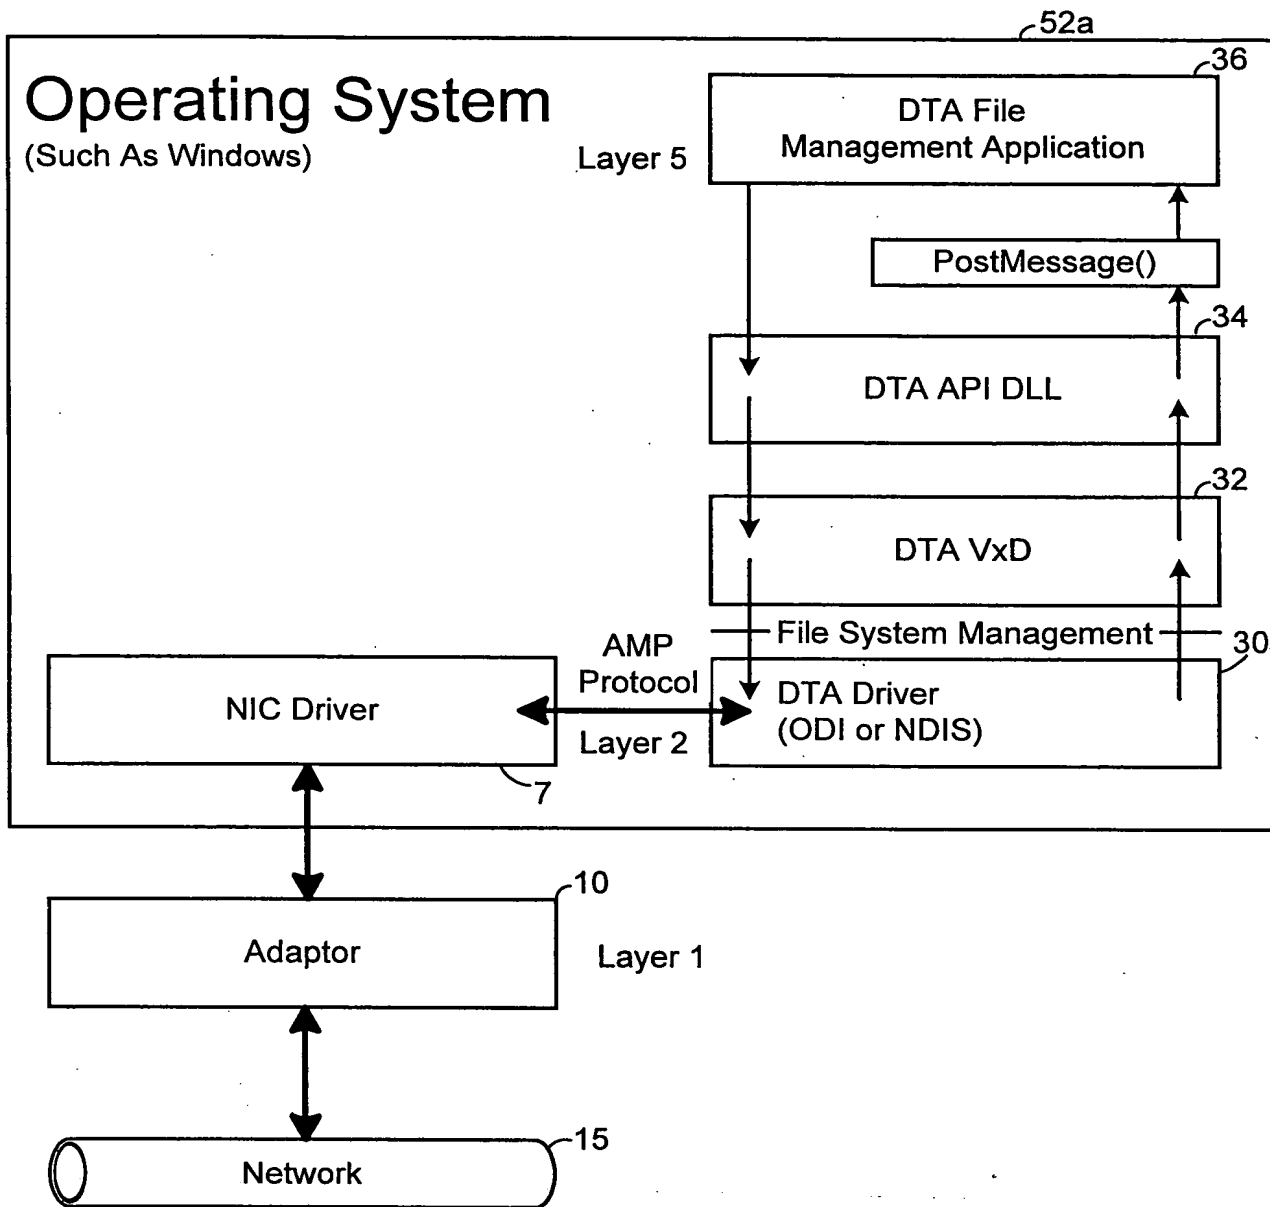 52a
Operating System
(Such As Windows)
36
DTA File
Management Application
Layer 5
PostMessage()
34
DTA API DLL
32
DTA VxD
File System Management
30
AMP
Protocol
NIC Driver
DTA Driver
(ODI or NDIS)
Layer 2
7
10
Adaptor
Layer 1
15
Network